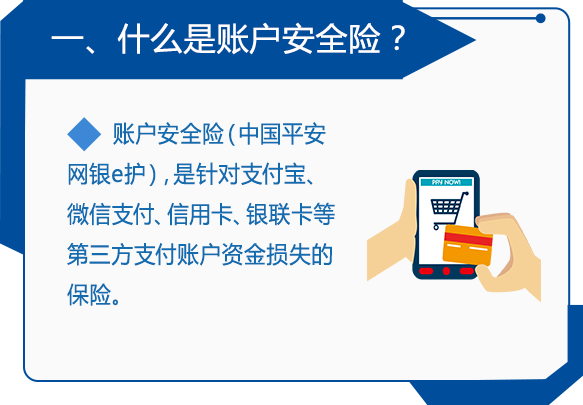 一、什么是账户安全险？
账户安全险（中国平安
网银e护），是针对支付宝、
微信支付、信用卡、银联卡等
第三方支付账户资金损失的
保险。
PAY NOW!